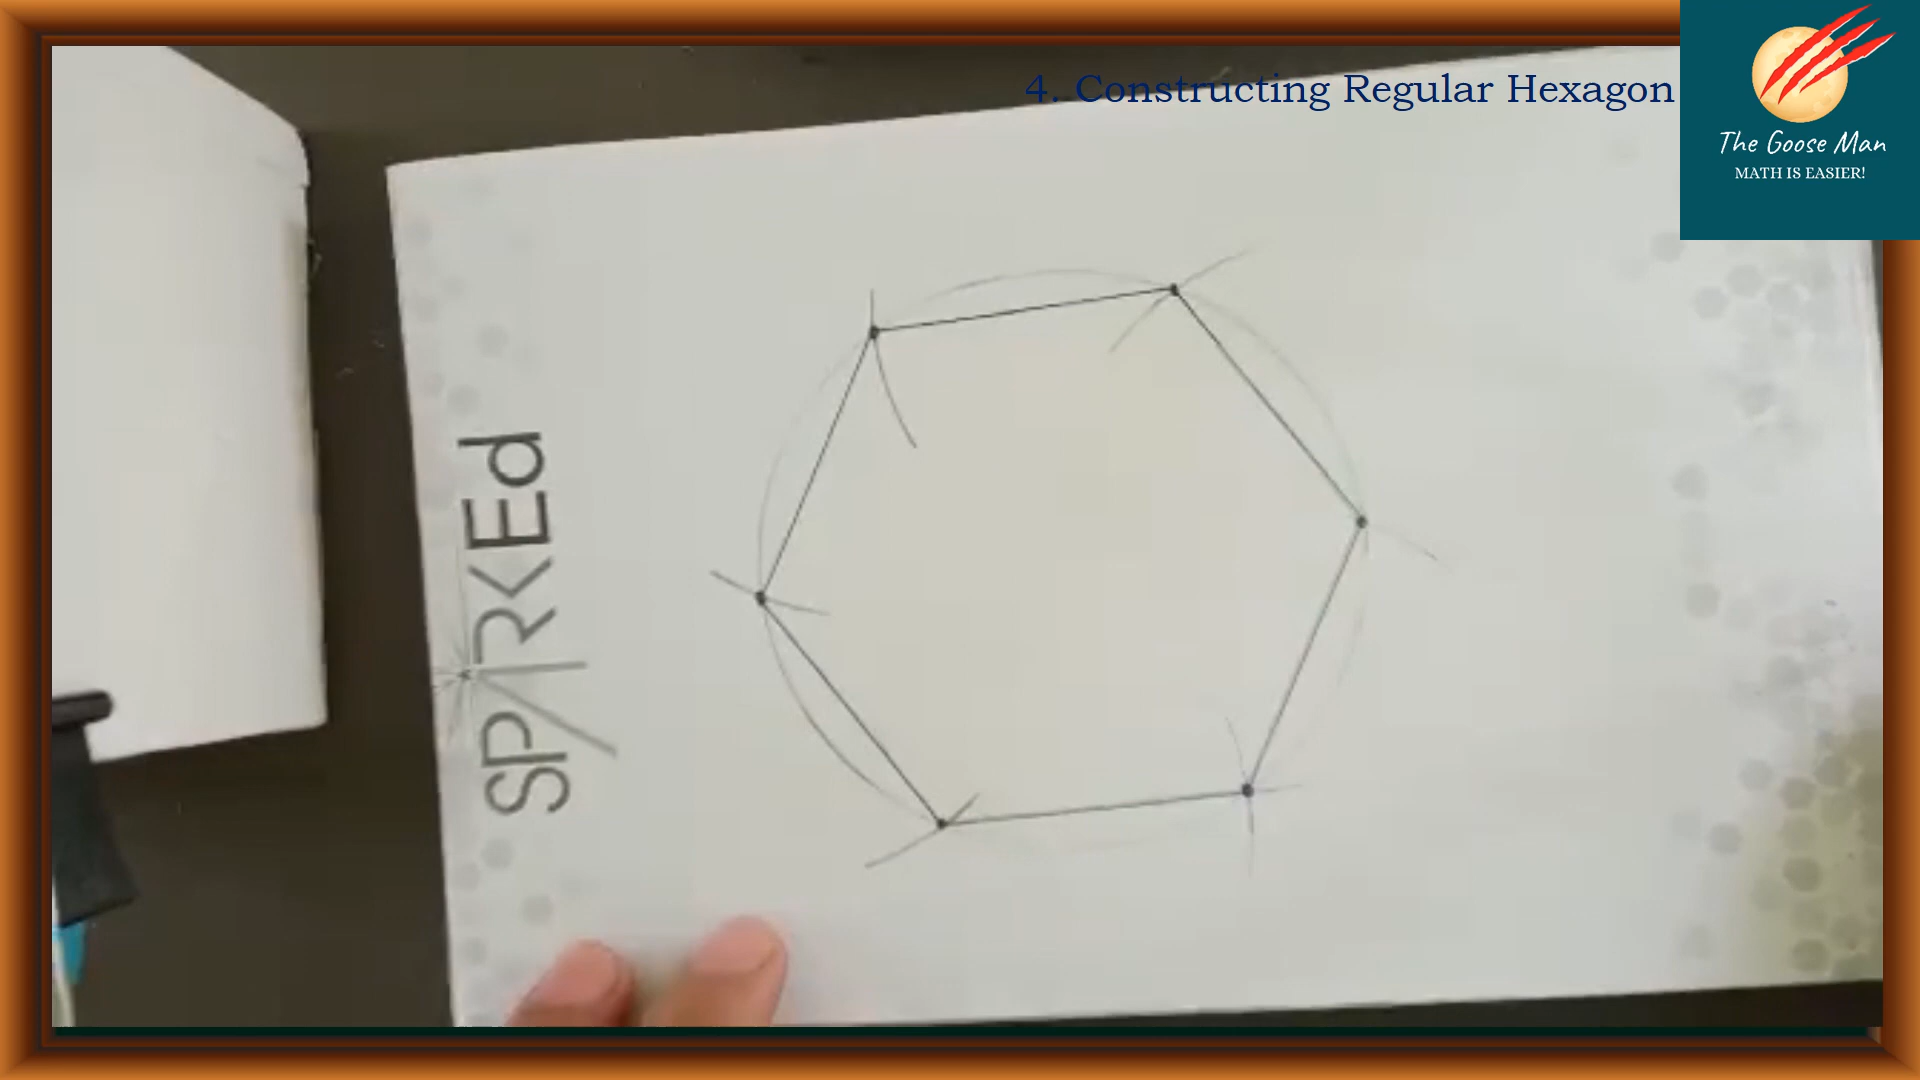 4. Constructing Regular Hexagon
The Goose Man
MATH IS EASIER!
SPARKEd